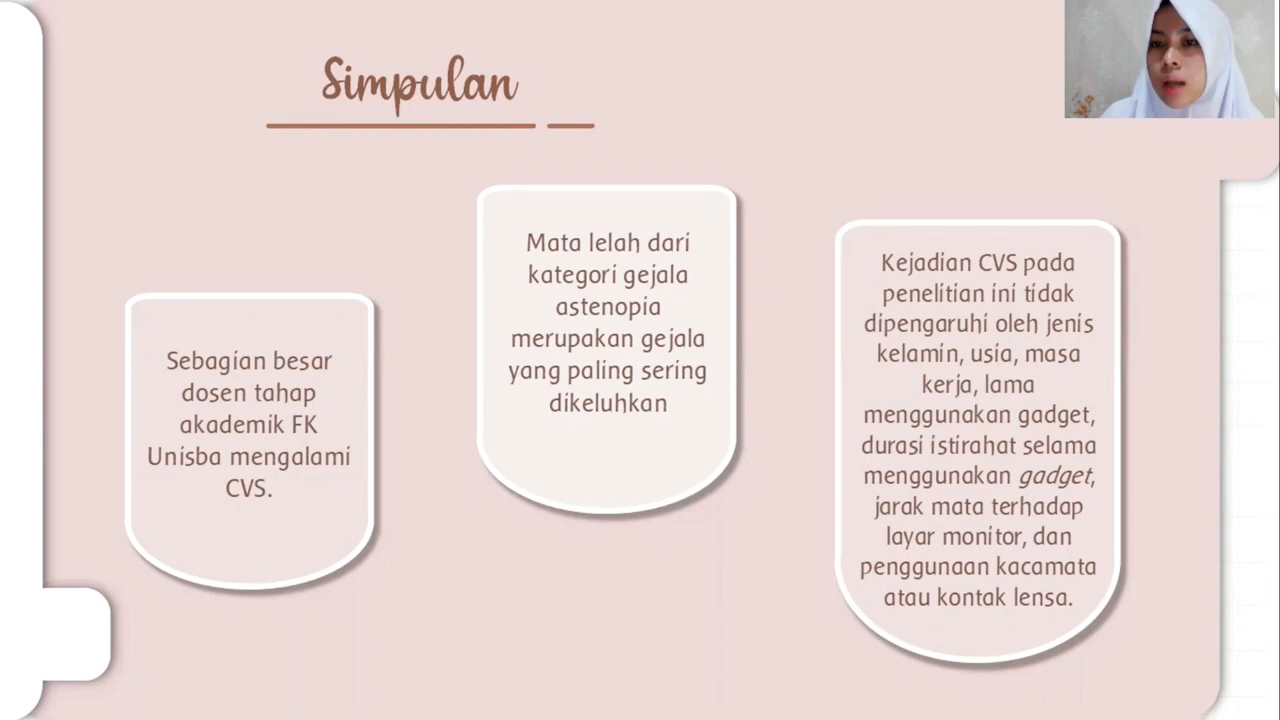 Simpulan
Sebagian besar
dosen tahap
akademik FK
Unisba mengalami
CVS.
Mata lelah dari
kategori gejala
astenopia
merupakan gejala
yang paling sering
dikeluhkan
Kejadian CVS pada
penelitian ini tidak
dipengaruhi oleh jenis
kelamin, usia, masa
kerja, lama
menggunakan gadget,
durasi istirahat selama
menggunakan gadget,
jarak mata terhadap
layar monitor, dan
penggunaan kacamata
atau kontak lensa.